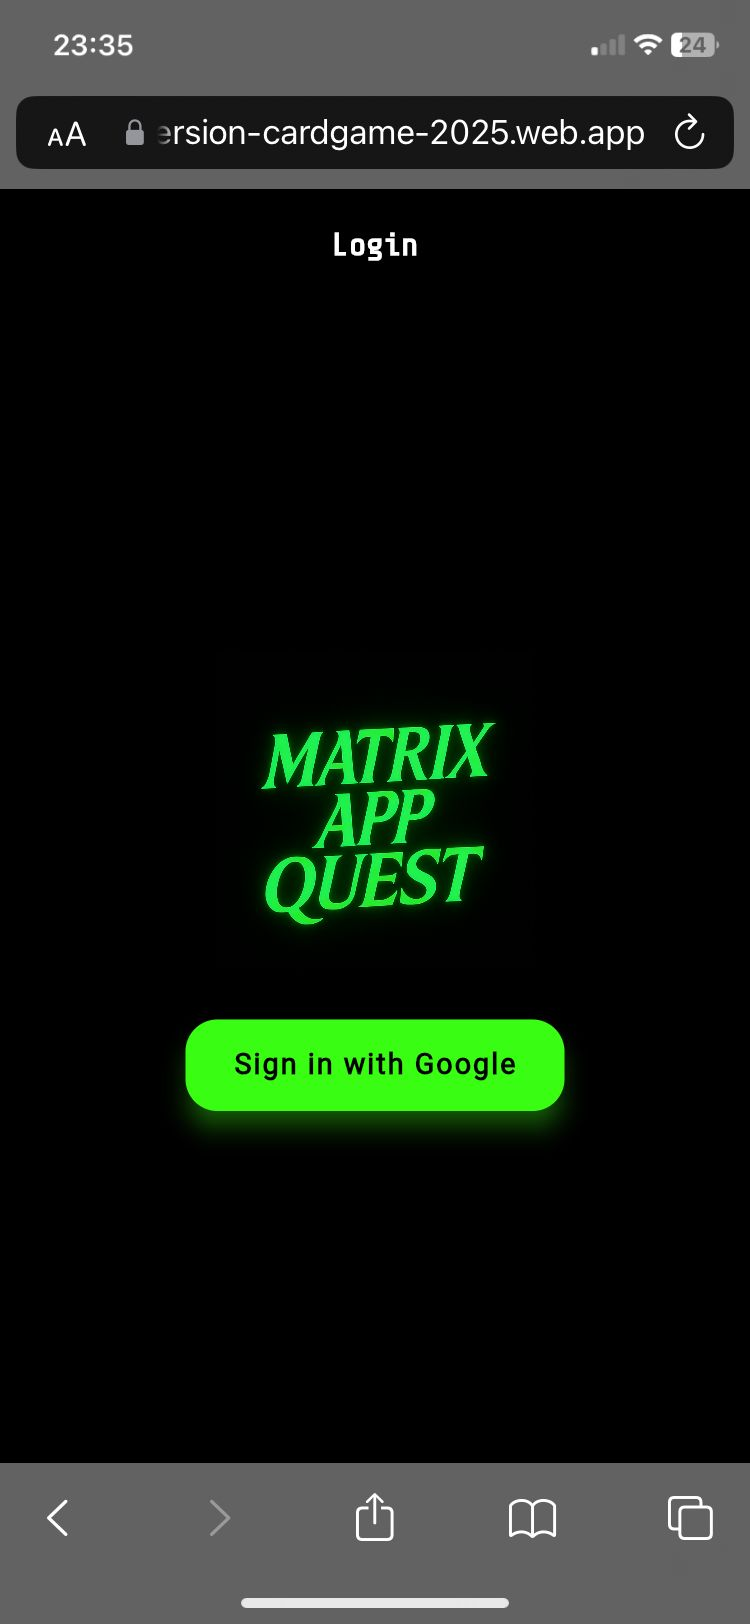 23:35
24
AA
ersion-cardgame-2025.web.app
Login
MATRIX
APP
QUEST
Sign in with Google